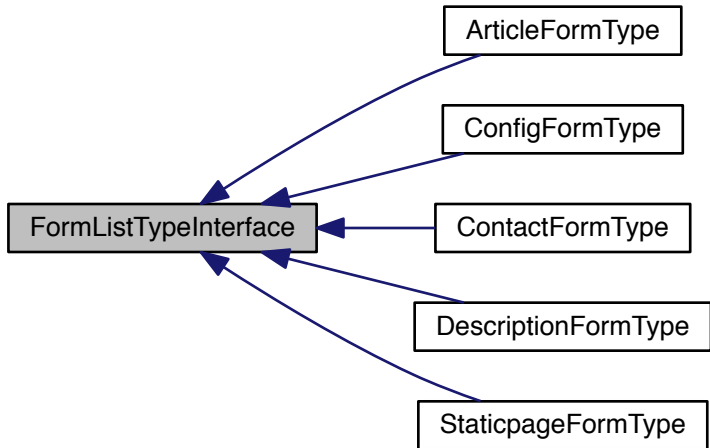 ArticleFormType
ConfigFormType
FormListTypeInterface
ContactFormType
DescriptionFormType
StaticpageFormType